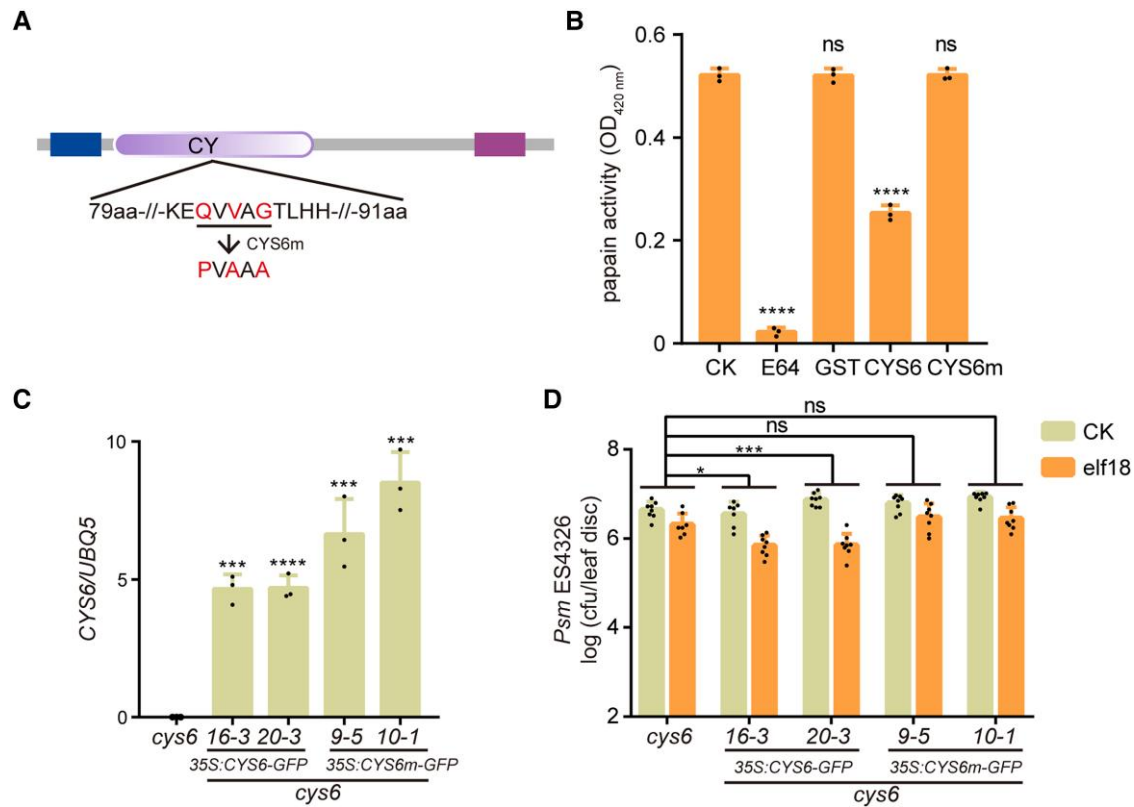 A
CY
79aa-//-KEQVVAGTLHH-//-91aa
CYS6m
PVAAA
B
papain activity (OD420 nm)
0.6
0.4
0.2
0
ns
ns
****
****
CK E64 GST CYS6 CYS6m
C
CYS6/UBQ5
10
5
0
***
****
***
***
cys6 16-3 20-3 9-5 10-1
35S:CYS6-GFP 35S:CYS6m-GFP
cys6
D
Psm ES4326
log (cfu/leaf disc)
8
6
4
2
ns
ns
***
*
CK
elf18
cys6 16-3 20-3 9-5 10-1
35S:CYS6-GFP 35S:CYS6m-GFP
cys6